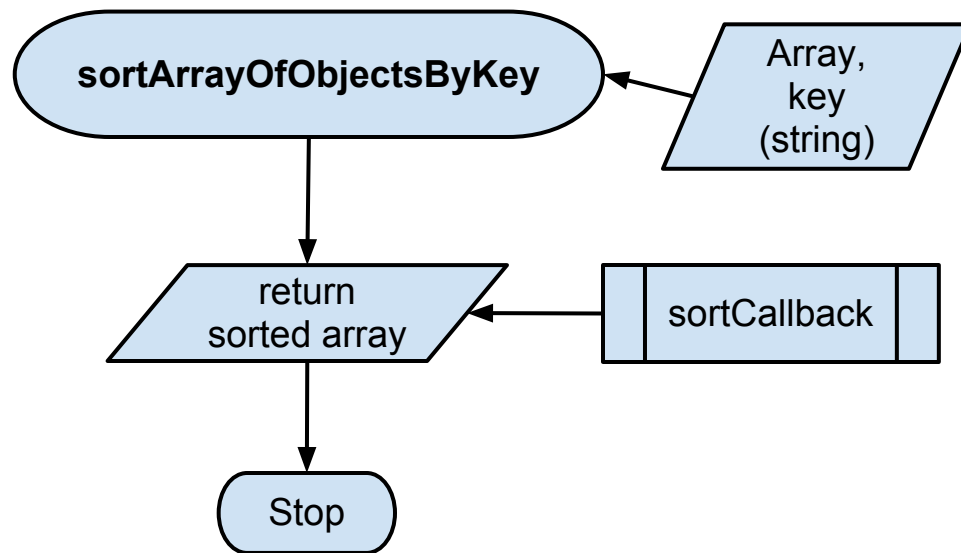 sortArrayOfObjectsByKey
Array,
key
(string)
return
sorted array
sortCallback
Stop